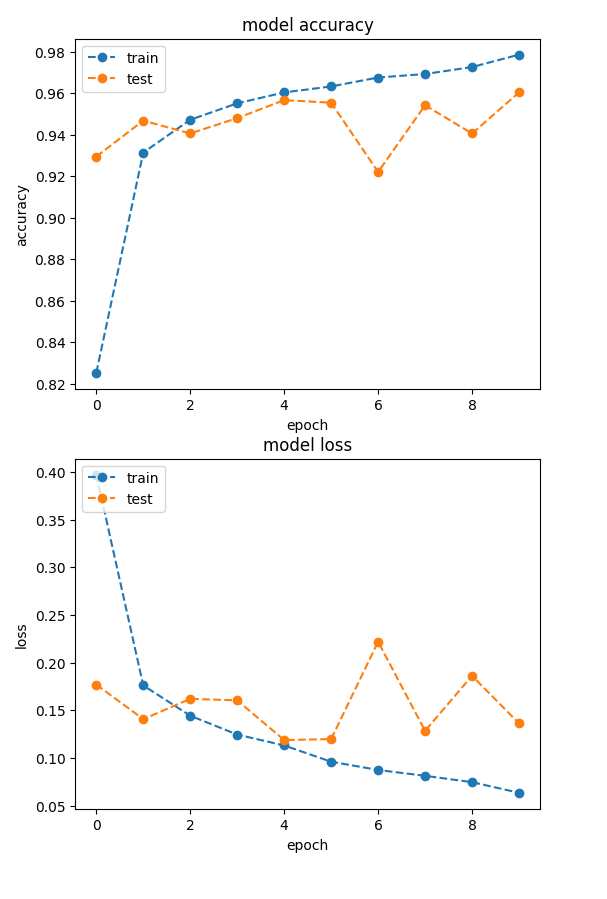 model accuracy
train
test
0.98
0.96
0.94
0.92
0.90
0.88
0.86
0.84
0.82
accuracy
0 2 4 6 8
epoch
model loss
train
test
0.40
0.35
0.30
0.25
0.20
0.15
0.10
0.05
loss
0 2 4 6 8
epoch